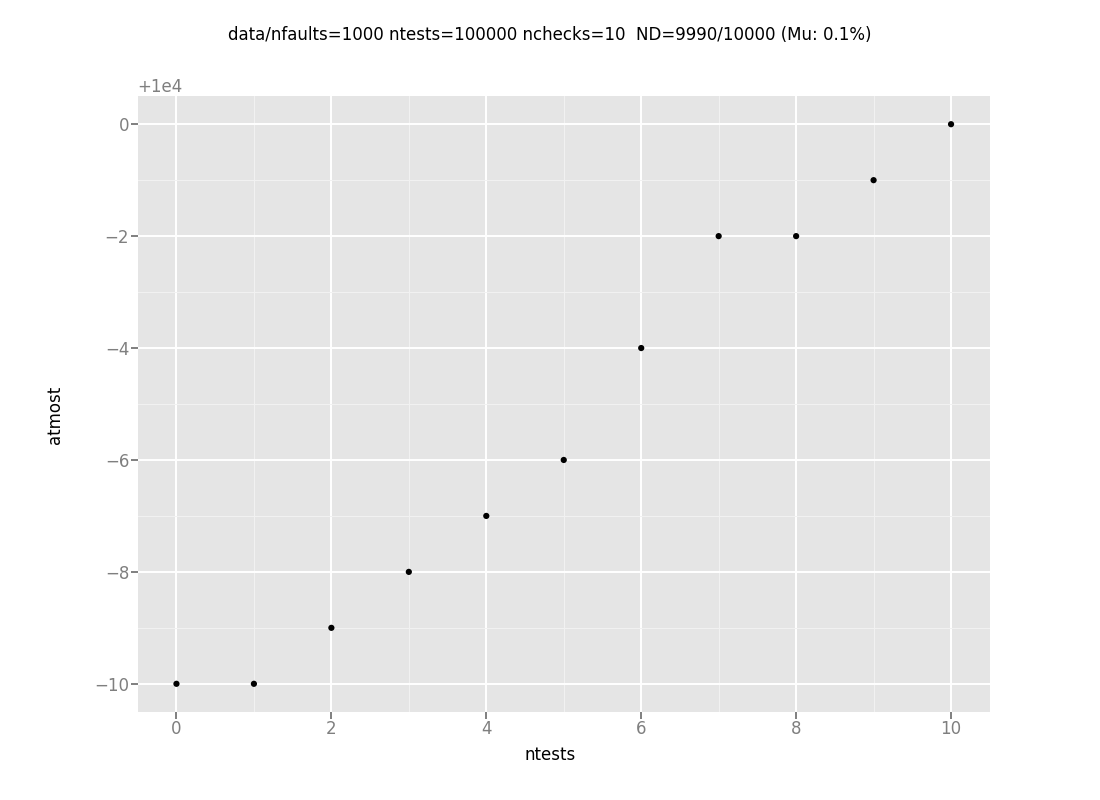 data/nfaults=1000 ntests=100000 nchecks=10  ND=9990/10000 (Mu: 0.1%)
+1e4
0
−2
−4
−6
−8
−10
atmost
0 2 4 6 8 10
ntests